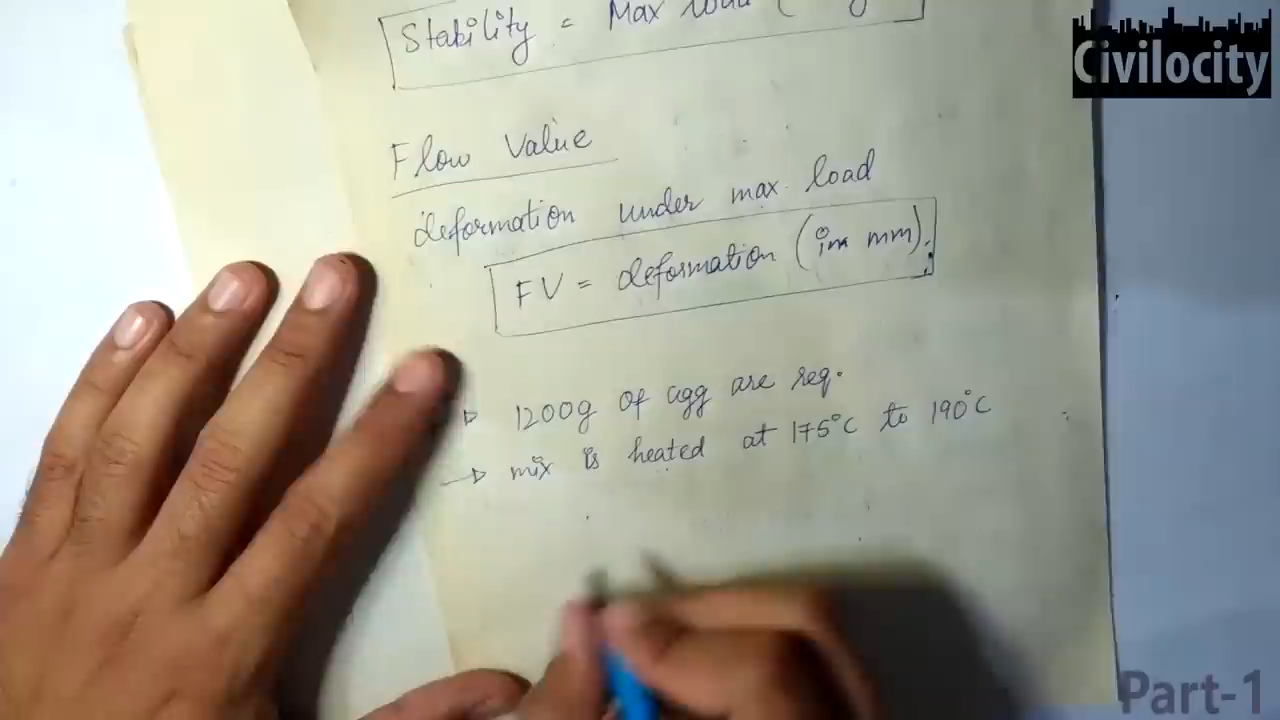 Stability = Max load (
Flow Value
deformation under max. load
FV = deformation (in mm).
1200g of agg are req.
→ mix is heated at 175°C to 190°C
Civilocity
Part-1